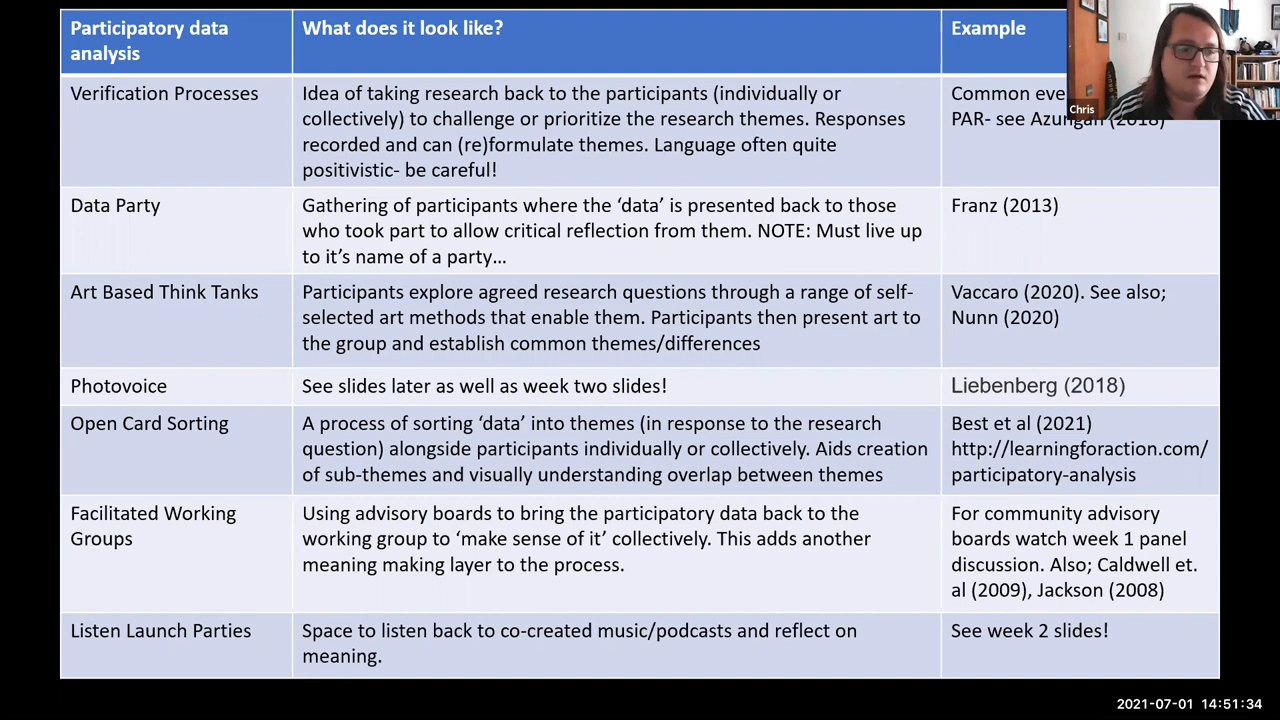 Participatory data
analysis
What does it look like?
Example
Verification Processes
Idea of taking research back to the participants (individually or
collectively) to challenge or prioritize the research themes. Responses
recorded and can (re)formulate themes. Language often quite
positivistic- be careful!
Common
PAR- see (2018)
Data Party
Gathering of participants where the ‘data’ is presented back to those
who took part to allow critical reflection from them. NOTE: Must live up
to it’s name of a party…
Franz (2013)
Art Based Think Tanks
Participants explore agreed research questions through a range of self-
selected art methods that enable them. Participants then present art to
the group and establish common themes/differences
Vaccaro (2020). See also;
Nunn (2020)
Photovoice
See slides later as well as week two slides!
Liebenberg (2018)
Open Card Sorting
A process of sorting ‘data’ into themes (in response to the research
question) alongside participants individually or collectively. Aids creation
of sub-themes and visually understanding overlap between themes
Best et al (2021)
http://learningforaction.com/
participatory-analysis
Facilitated Working
Groups
Using advisory boards to bring the participatory data back to the
working group to ‘make sense of it’ collectively. This adds another
meaning making layer to the process.
For community advisory
boards watch week 1 panel
discussion. Also; Caldwell et.
al (2009), Jackson (2008)
Listen Launch Parties
Space to listen back to co-created music/podcasts and reflect on
meaning.
See week 2 slides!
Chris
2021-07-01 14:51:34